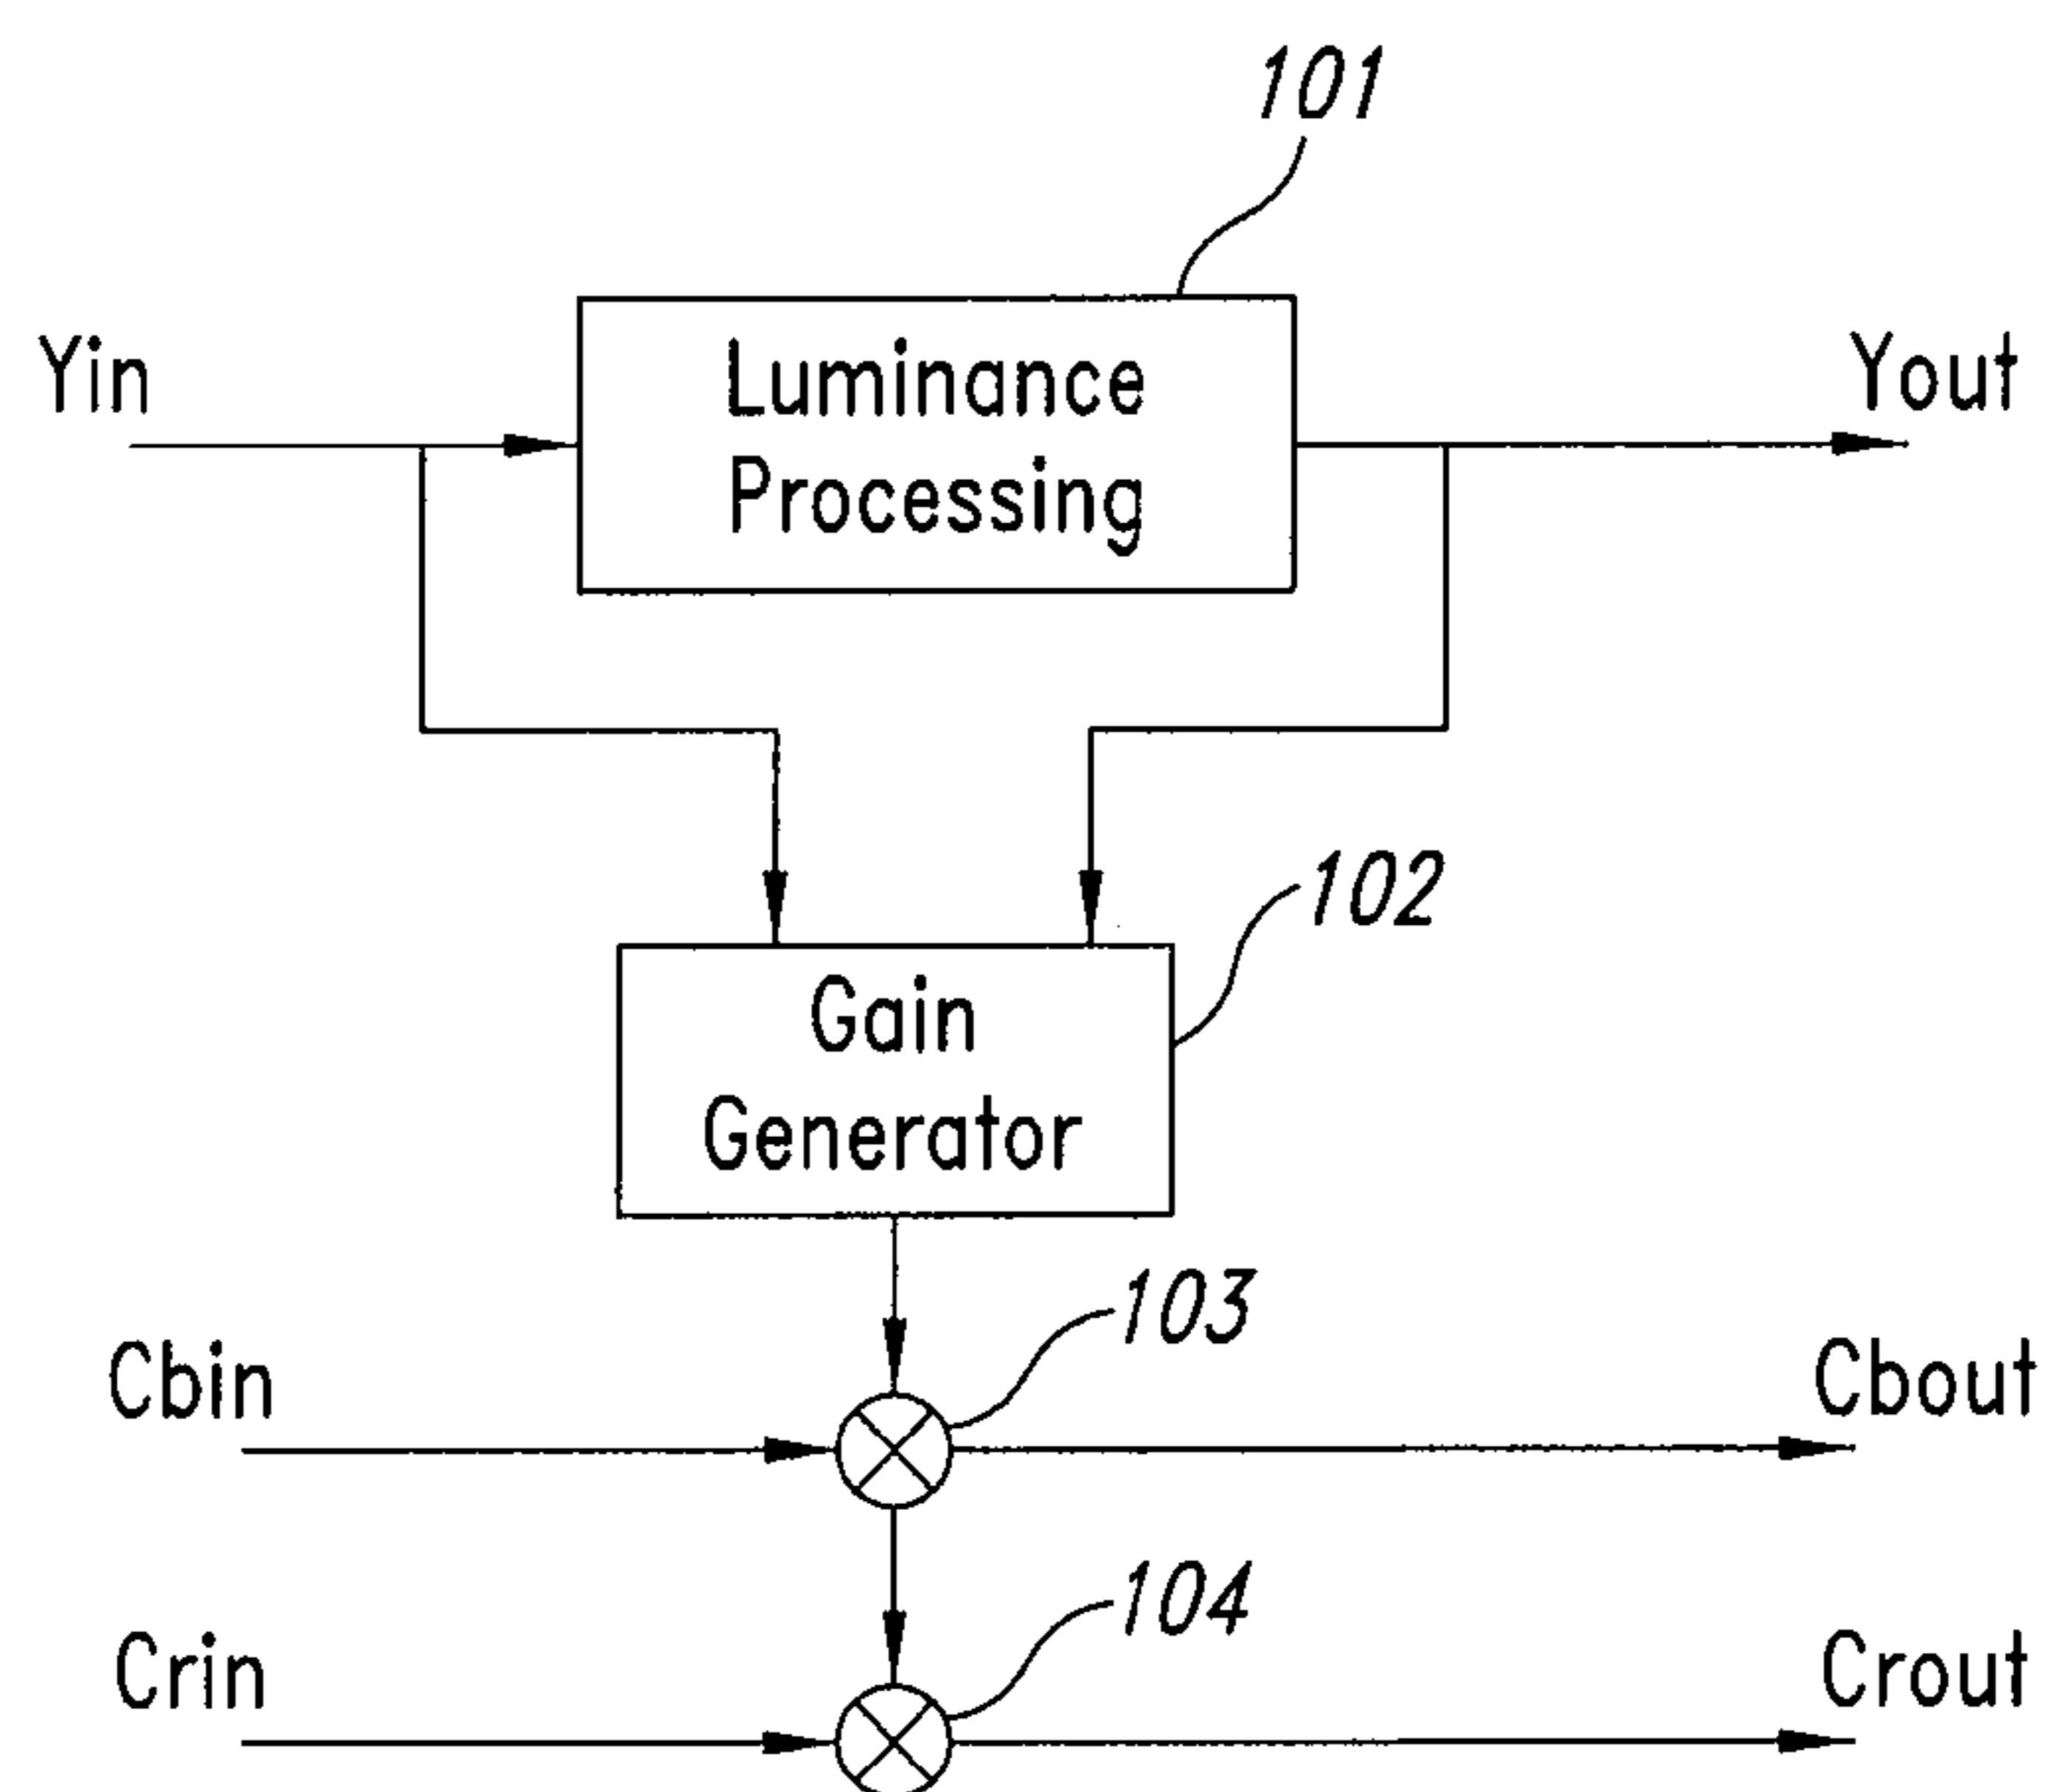 101
Yin
Luminance
Processing
Yout
102
Gain
Generator
103
Cbin
Cbout
104
Crin
Crout